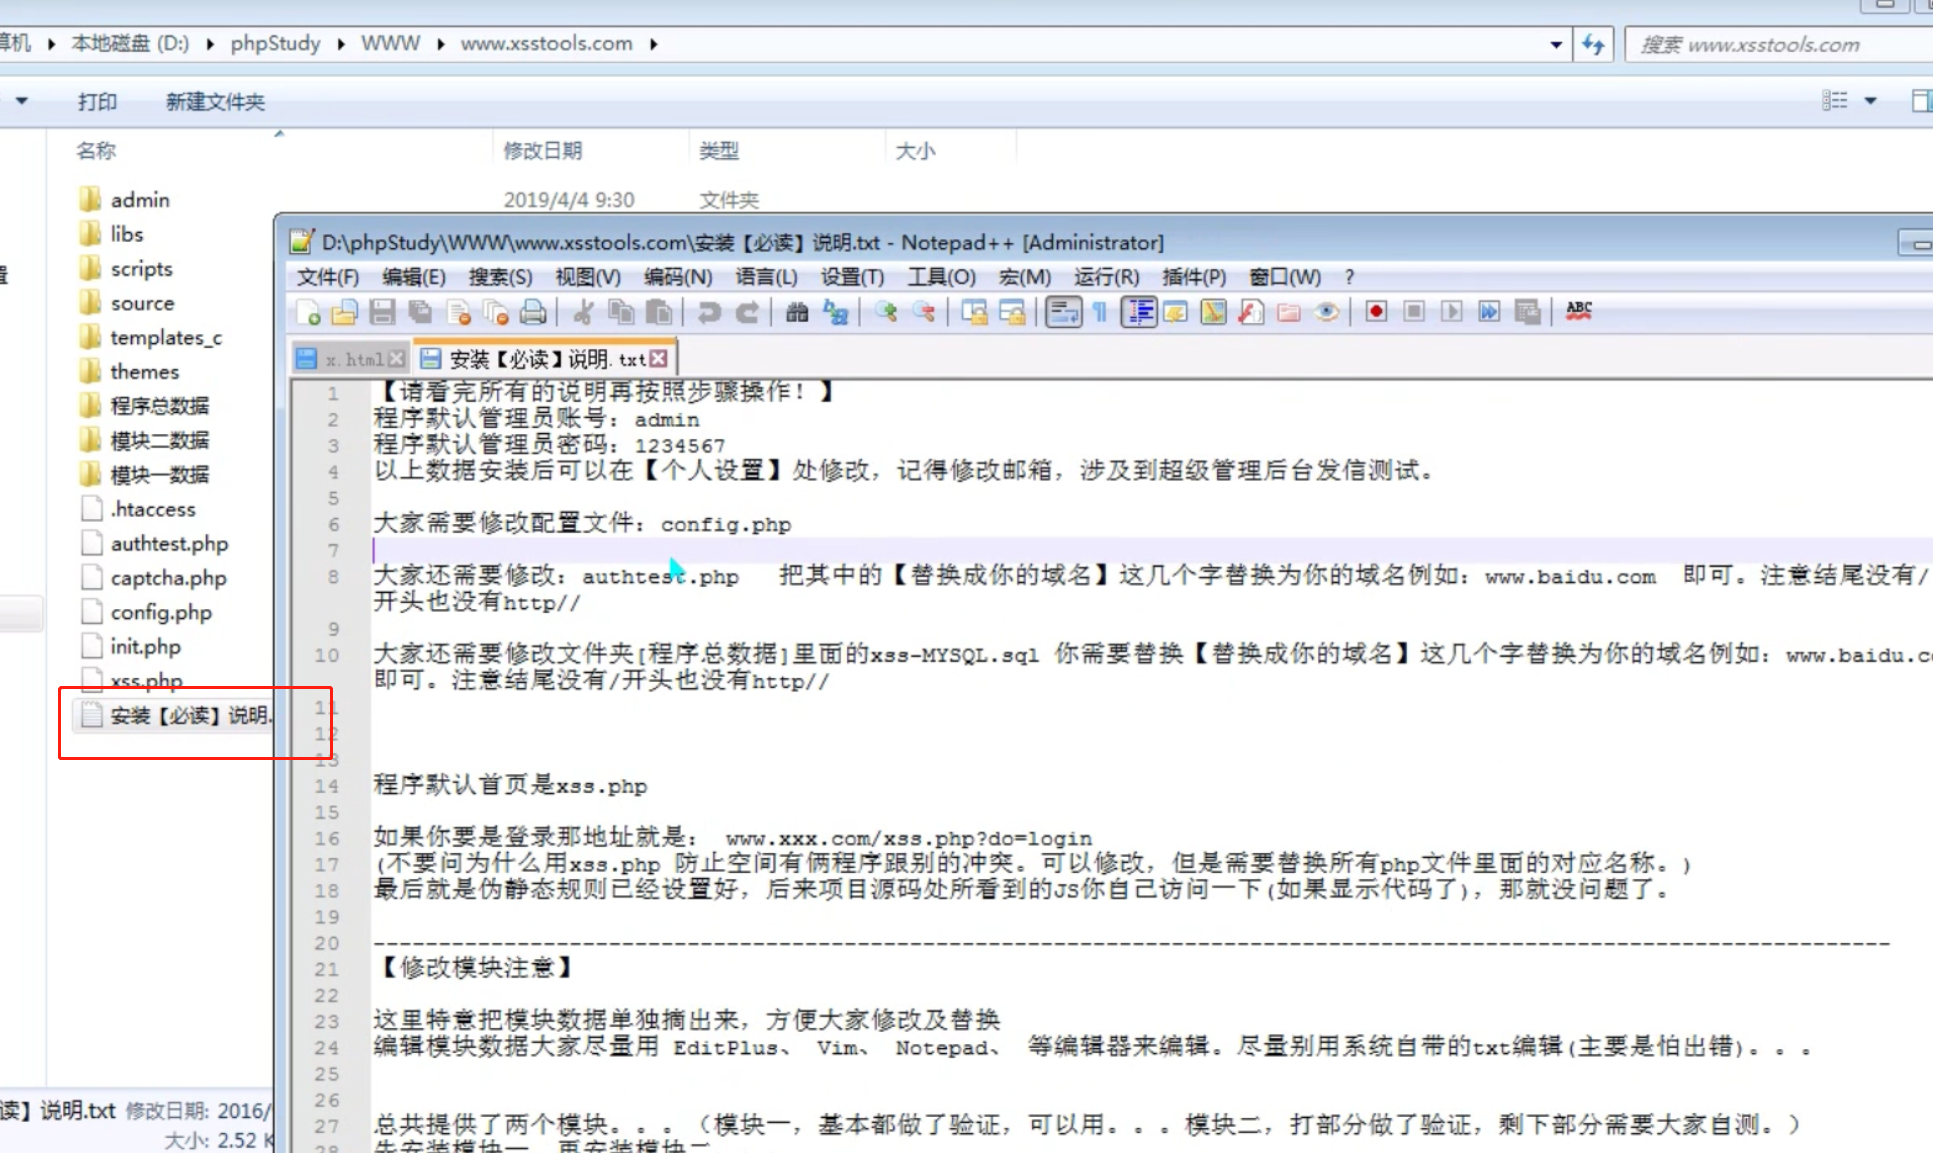 算机 ▸ 本地磁盘 (D:) ▸ phpStudy ▸ WWW ▸ www.xsstools.com ▸
搜索 www.xsstools.com
打印 新建文件夹
名称 修改日期 类型 大小
admin 2019/4/4 9:30 文件夹
libs
scripts
source
templates_c
themes
程序总数据
模块二数据
模块一数据
.htaccess
authtest.php
captcha.php
config.php
init.php
xss.php
安装【必读】说明.
置
读】说明.txt 修改日期: 2016/
大小: 2.52 K
D:\phpStudy\WWW\www.xsstools.com\安装【必读】说明.txt - Notepad++ [Administrator]
文件(F) 编辑(E) 搜索(S) 视图(V) 编码(N) 语言(L) 设置(T) 工具(O) 宏(M) 运行(R) 插件(P) 窗口(W) ?
ABC
x.html 安装【必读】说明.txt
1 【请看完所有的说明再按照步骤操作！】
2 程序默认管理员账号：admin
3 程序默认管理员密码：1234567
4 以上数据安装后可以在【个人设置】处修改，记得修改邮箱，涉及到超级管理后台发信测试。
5
6 大家需要修改配置文件：config.php
7
8 大家还需要修改：authtest.php 把其中的【替换成你的域名】这几个字替换为你的域名例如：www.baidu.com 即可。注意结尾没有/
开头也没有http//
9
10 大家还需要修改文件夹[程序总数据]里面的xss-MYSQL.sql 你需要替换【替换成你的域名】这几个字替换为你的域名例如：www.baidu.co
即可。注意结尾没有/开头也没有http//
11
12
13
14 程序默认首页是xss.php
15
16 如果你要是登录那地址就是： www.xxx.com/xss.php?do=login
17 (不要问为什么用xss.php 防止空间有俩程序跟别的冲突。可以修改，但是需要替换所有php文件里面的对应名称。)
18 最后就是伪静态规则已经设置好，后来项目源码处所看到的JS你自己访问一下(如果显示代码了)，那就没问题了。
19
20 --------------------------------------------------------------------------------------------------------------------
21 【修改模块注意】
22
23 这里特意把模块数据单独摘出来，方便大家修改及替换
24 编辑模块数据大家尽量用 EditPlus、 Vim、 Notepad、 等编辑器来编辑。尽量别用系统自带的txt编辑(主要是怕出错)。。。
25
26
27 总共提供了两个模块。。。（模块一，基本都做了验证，可以用。。。模块二，打部分做了验证，剩下部分需要大家自测。）
28 先安装模块一，再安装模块二